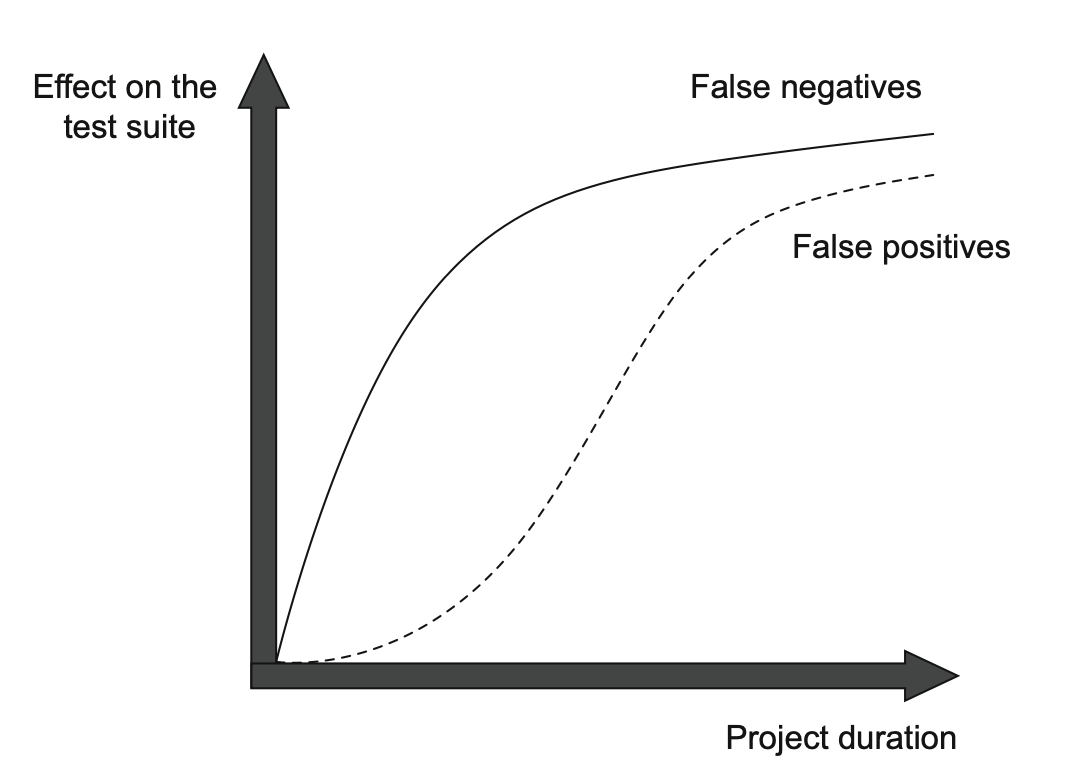 Effect on the
test suite
False negatives
False positives
Project duration